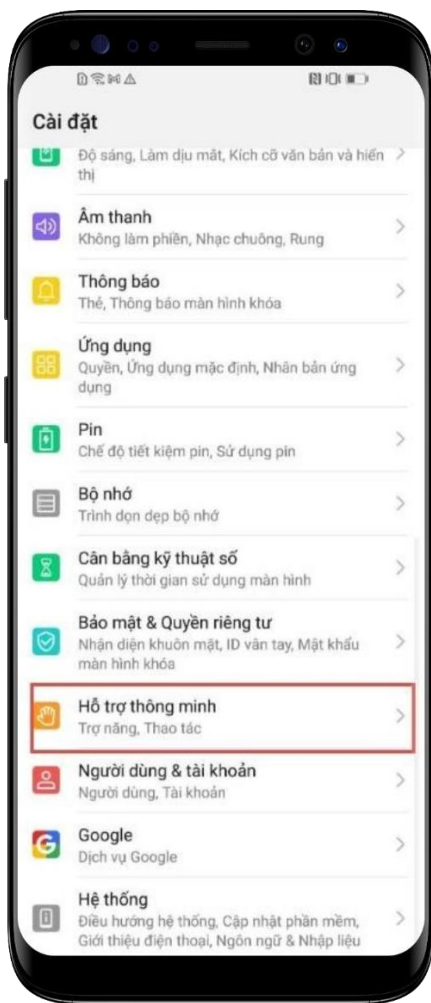 Cài đặt
Độ sáng, Làm dịu mắt, Kích cỡ văn bản và hiển
thị
Âm thanh
Không làm phiền, Nhạc chuông, Rung
Thông báo
Thẻ, Thông báo màn hình khóa
Ứng dụng
Quyền, Ứng dụng mặc định, Nhân bản ứng
dụng
Pin
Chế độ tiết kiệm pin, Sử dụng pin
Bộ nhớ
Trình dọn dẹp bộ nhớ
Cân bằng kỹ thuật số
Quản lý thời gian sử dụng màn hình
Bảo mật & Quyền riêng tư
Nhận diện khuôn mặt, ID vân tay, Mật khẩu
màn hình khóa
Hỗ trợ thông minh
Trợ năng, Thao tác
Người dùng & tài khoản
Người dùng, Tài khoản
Google
Dịch vụ Google
Hệ thống
Điều hướng hệ thống, Cập nhật phần mềm,
Giới thiệu điện thoại, Ngôn ngữ & Nhập liệu